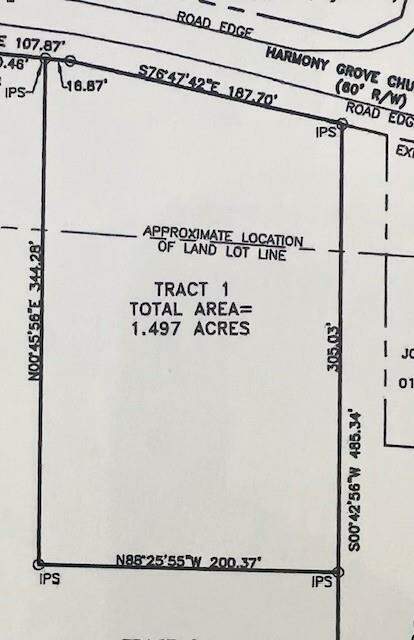 ROAD EDGE
E 107.87'
HARMONY GROVE CHU
(80' R/W)
ROAD EDG
0.46'
IPS
16.87'
S76°47'42"E 187.70'
IPS
EXI
APPROXIMATE LOCATION
OF LAND LOT LINE
N00°45'56"E 344.28'
TRACT 1
TOTAL AREA=
1.497 ACRES
305.03'
JO
01
S00°42'56"W 485.34'
N88°25'55"W 200.37'
IPS
IPS